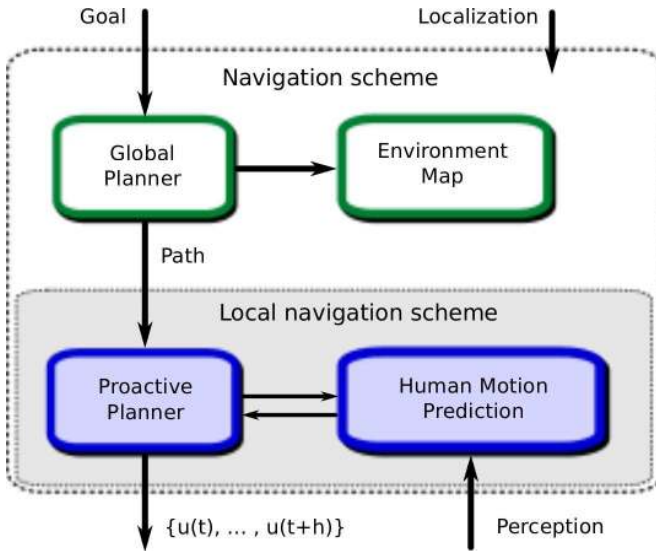 Goal
Localization
Navigation scheme
Global
Planner
Environment
Map
Path
Local navigation scheme
Proactive
Planner
Human Motion
Prediction
{u(t), ... , u(t+h)}
Perception